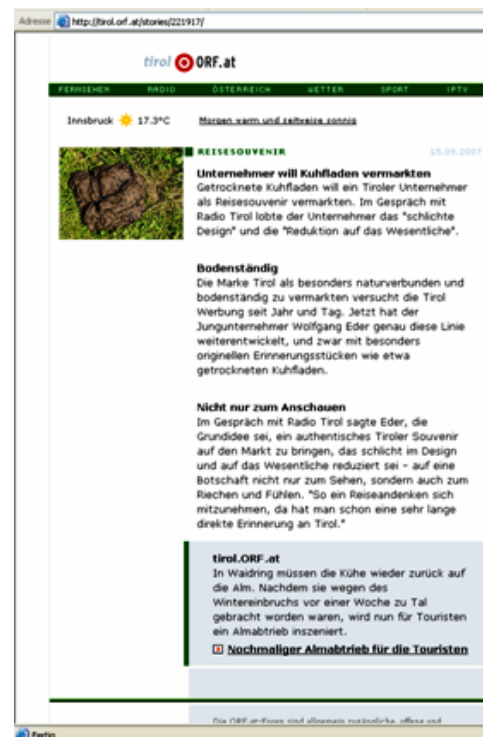 Adresse http://tirol.orf.at/stories/221917/
tirol ORF.at
FERNSEHEN RADIO ÖSTERREICH WETTER SPORT IPTV
Innsbruck 17.3°C Morgen warm und zeitweise sonnig
REISESOUVENIR 15.09.2007
Unternehmer will Kuhfladen vermarkten
Getrocknete Kuhfladen will ein Tiroler Unternehmer
als Reisesouvenir vermarkten. Im Gespräch mit
Radio Tirol lobte der Unternehmer das "schlichte
Design" und die "Reduktion auf das Wesentliche".
Bodenständig
Die Marke Tirol als besonders naturverbunden und
bodenständig zu vermarkten versucht die Tirol
Werbung seit Jahr und Tag. Jetzt hat der
Jungunternehmer Wolfgang Eder genau diese Linie
weiterentwickelt, und zwar mit besonders
originellen Erinnerungsstücken wie etwa
getrockneten Kuhfladen.
Nicht nur zum Anschauen
Im Gespräch mit Radio Tirol sagte Eder, die
Grundidee sei, ein authentisches Tiroler Souvenir
auf den Markt zu bringen, das schlicht im Design
und auf das Wesentliche reduziert sei - auf eine
Botschaft nicht nur zum Sehen, sondern auch zum
Riechen und Fühlen. "So ein Reiseandenken sich
mitzunehmen, da hat man schon eine sehr lange
direkte Erinnerung an Tirol."
tirol.ORF.at
In Waidring müssen die Kühe wieder zurück auf
die Alm. Nachdem sie wegen des
Wintereinbruchs vor einer Woche zu Tal
gebracht worden waren, wird nun für Touristen
ein Almabtrieb inszeniert.
Nochmaliger Almabtrieb für die Touristen
Die ORF.at-Foren sind allgemein zugängliche, offene und
Fertig